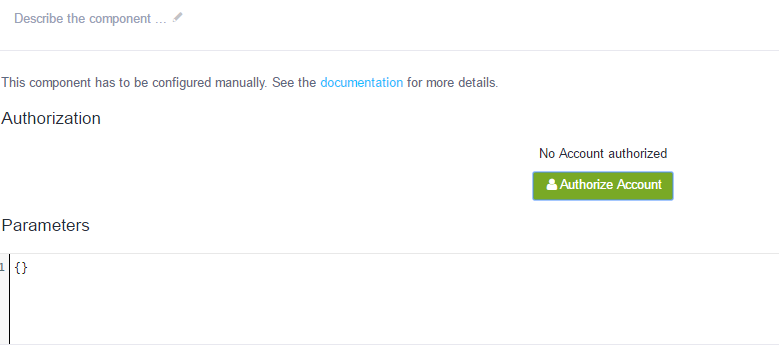 Describe the component ...
This component has to be configured manually. See the documentation for more details.
Authorization
No Account authorized
Authorize Account
Parameters
1 {}